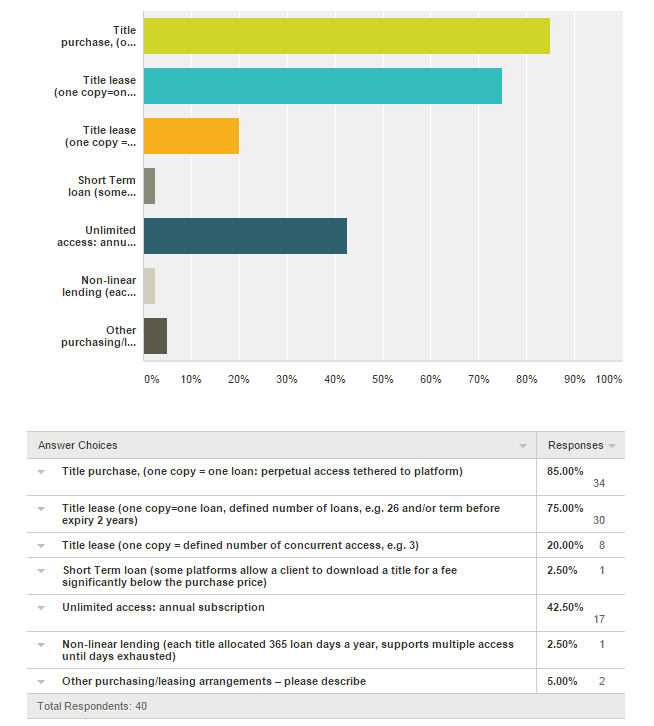 Title
purchase, (o...
Title lease
(one copy=on...
Title lease
(one copy =...
Short Term
loan (some...
Unlimited
access: annu...
Non-linear
lending (eac...
Other
purchasing/l...
0% 10% 20% 30% 40% 50% 60% 70% 80% 90% 100%
Answer Choices Responses
Title purchase, (one copy = one loan: perpetual access tethered to platform) 85.00%
34
Title lease (one copy=one loan, defined number of loans, e.g. 26 and/or term before 75.00%
expiry 2 years) 30
Title lease (one copy = defined number of concurrent access, e.g. 3) 20.00% 8
Short Term loan (some platforms allow a client to download a title for a fee 2.50% 1
significantly below the purchase price)
Unlimited access: annual subscription 42.50%
17
Non-linear lending (each title allocated 365 loan days a year, supports multiple access 2.50% 1
until days exhausted)
Other purchasing/leasing arrangements – please describe 5.00% 2
Total Respondents: 40